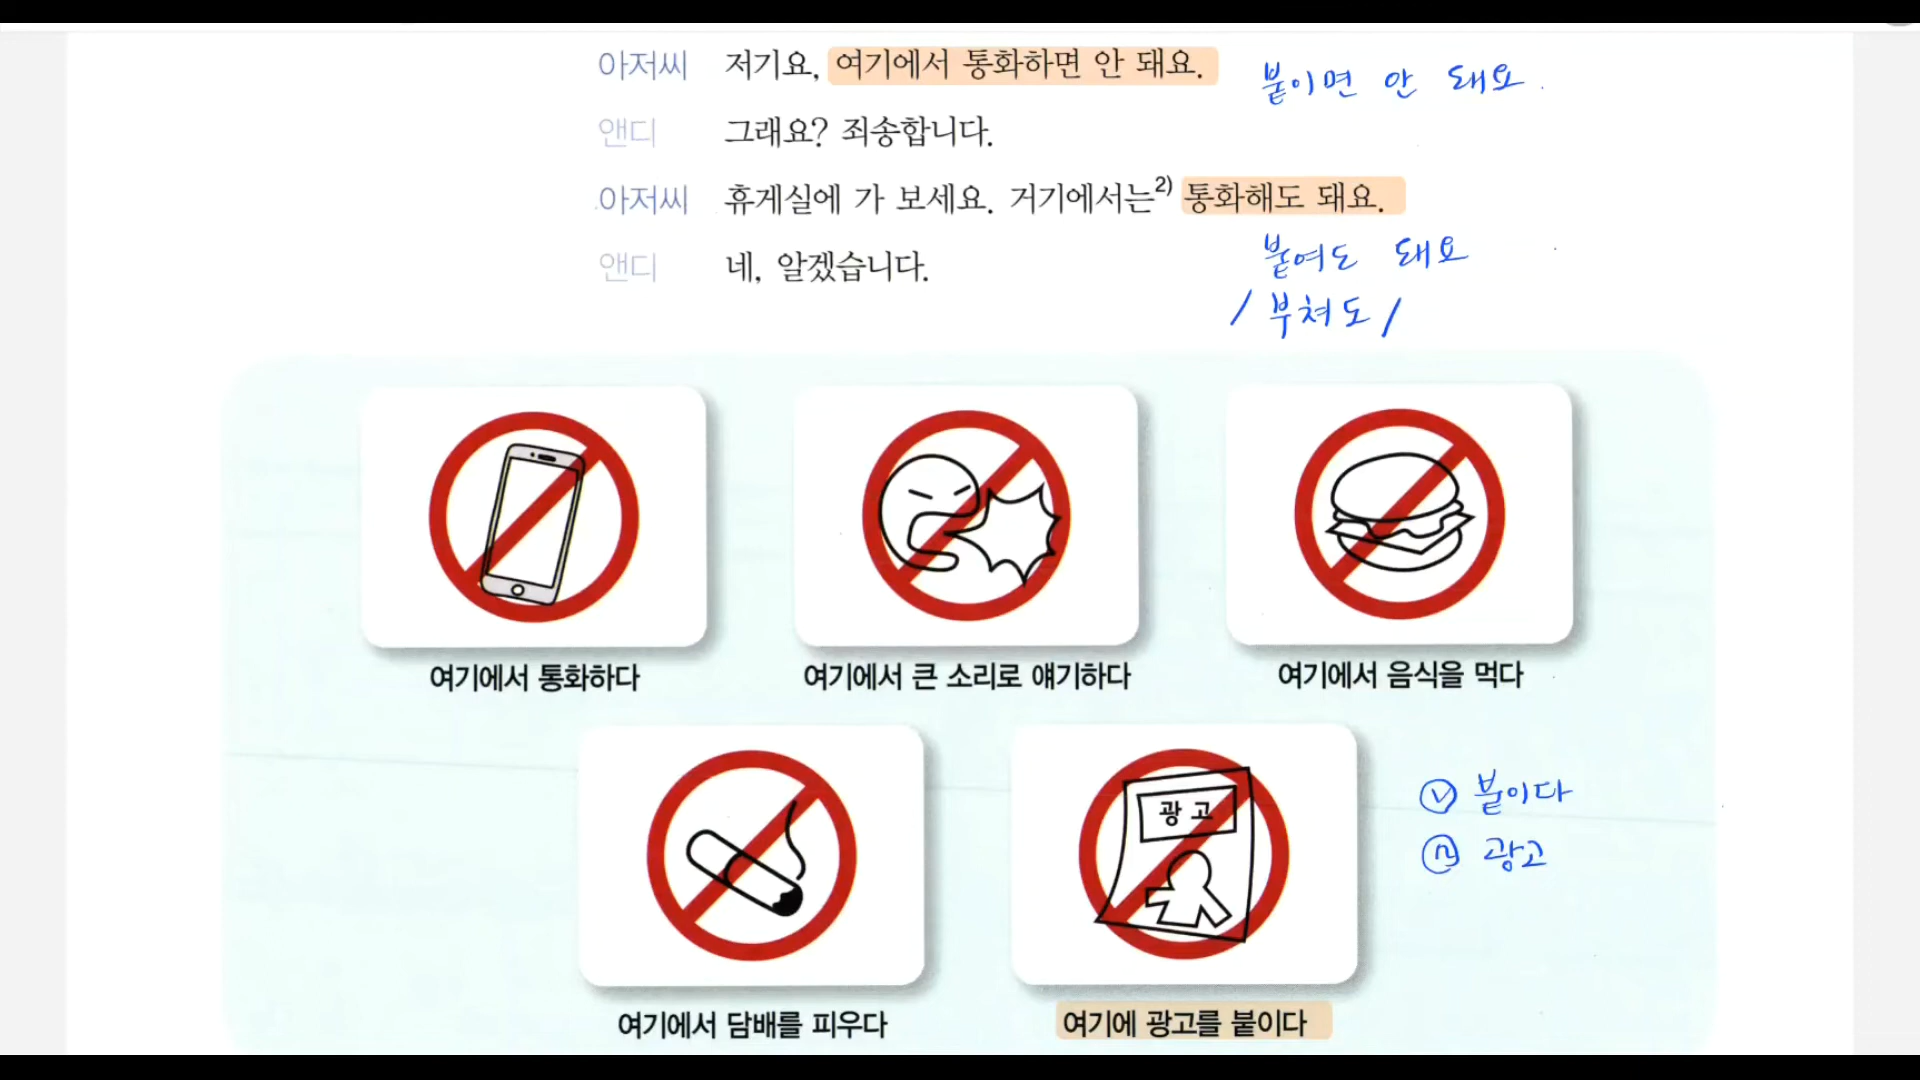 아저씨 저기요, 여기에서 통화하면 안 돼요. 붙이면 안 돼요.
앤디 그래요? 죄송합니다.
아저씨 휴게실에 가 보세요. 거기에서는2) 통화해도 돼요.
붙여도 돼요
앤디 네, 알겠습니다.
/부쳐도/
여기에서 통화하다
여기에서 큰 소리로 얘기하다
여기에서 음식을 먹다
광고
ⓥ 붙이다
ⓝ 광고
여기에서 담배를 피우다
여기에 광고를 붙이다